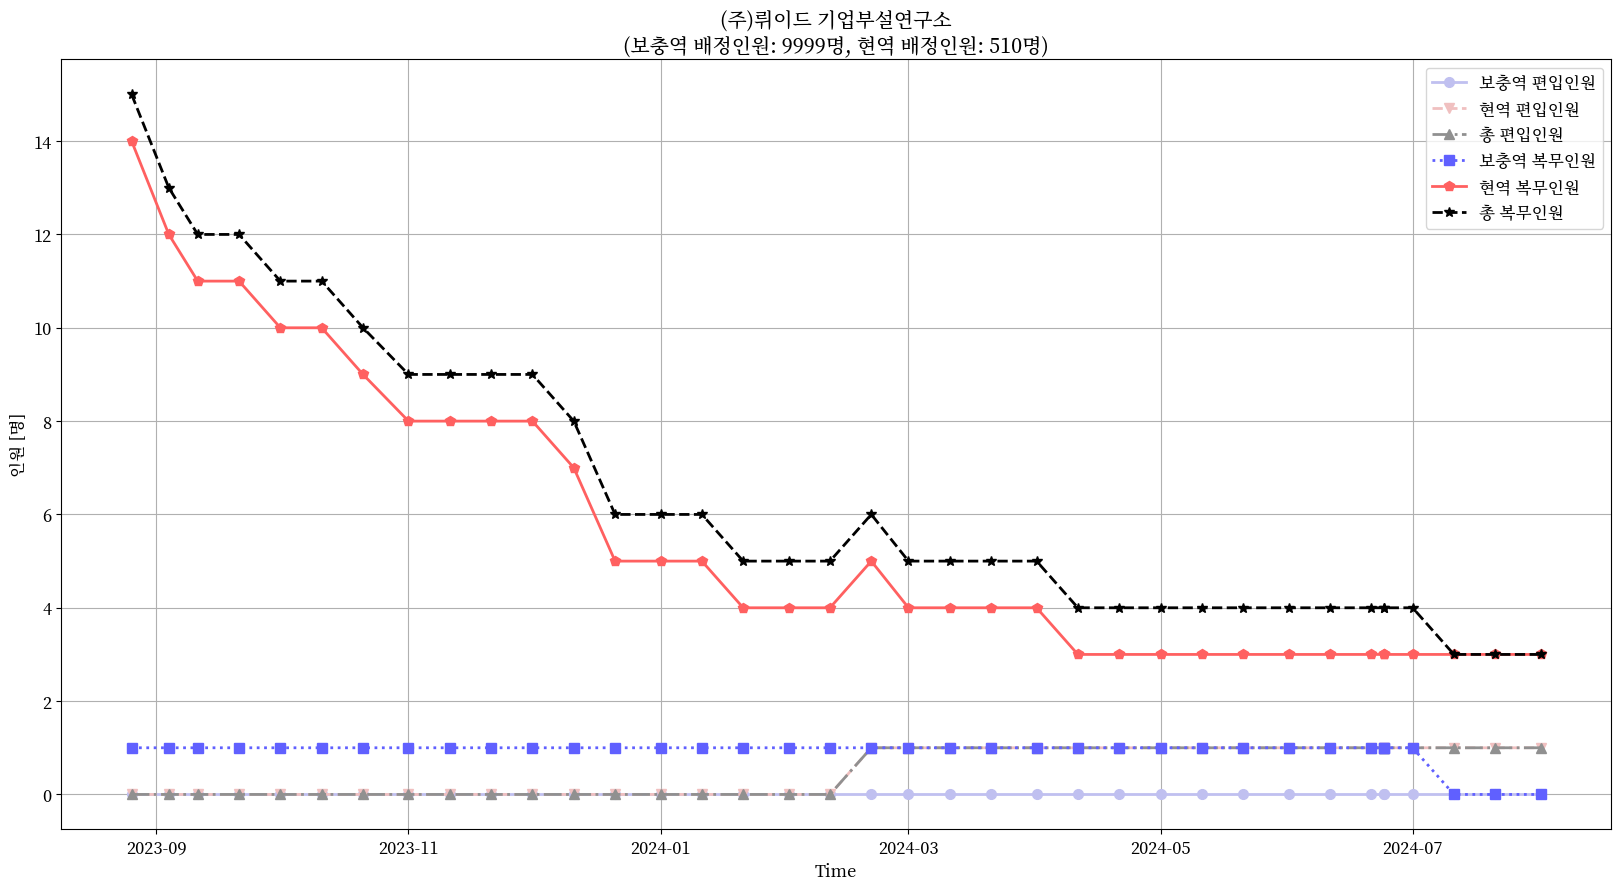 (주)뤼이드 기업부설연구소
(보충역 배정인원: 9999명, 현역 배정인원: 510명)
보충역 편입인원
현역 편입인원
총 편입인원
보충역 복무인원
현역 복무인원
총 복무인원
인원 [명]
14
12
10
8
6
4
2
0
2023-09
2023-11
2024-01
2024-03
2024-05
2024-07
Time